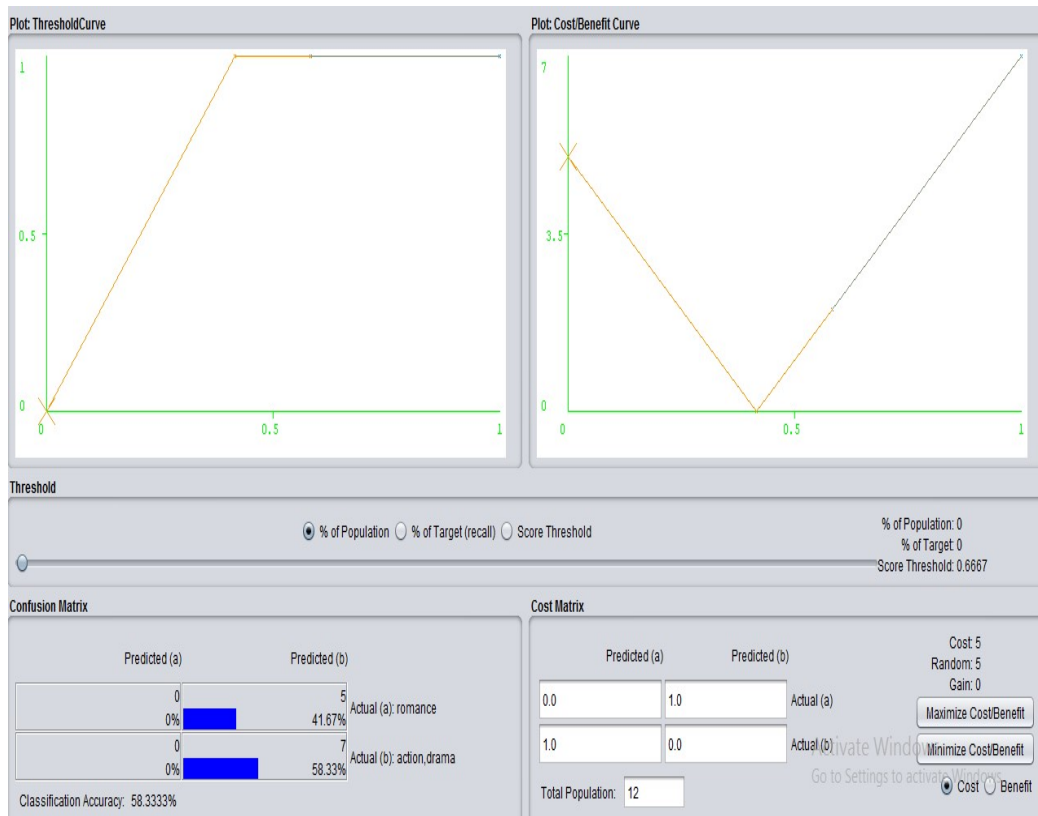 Plot: ThresholdCurve
1
0.5
0
0
0.5
1
Plot: Cost/Benefit Curve
7
3.5
0
0
0.5
1
Threshold
% of Population % of Target (recall) Score Threshold
% of Population: 0
% of Target: 0
Score Threshold: 0.6667
Confusion Matrix
Predicted (a) Predicted (b)
0 5
0% 41.67%
Actual (a): romance
0 7
0% 58.33%
Actual (b): action,drama
Classification Accuracy: 58.3333%
Cost Matrix
Predicted (a) Predicted (b)
0.0 1.0 Actual (a)
1.0 0.0 Actual (b)
Total Population: 12
Cost: 5
Random: 5
Gain: 0
Maximize Cost/Benefit
Minimize Cost/Benefit
Cost Benefit
Activate Windows
Go to Settings to activate Windows.